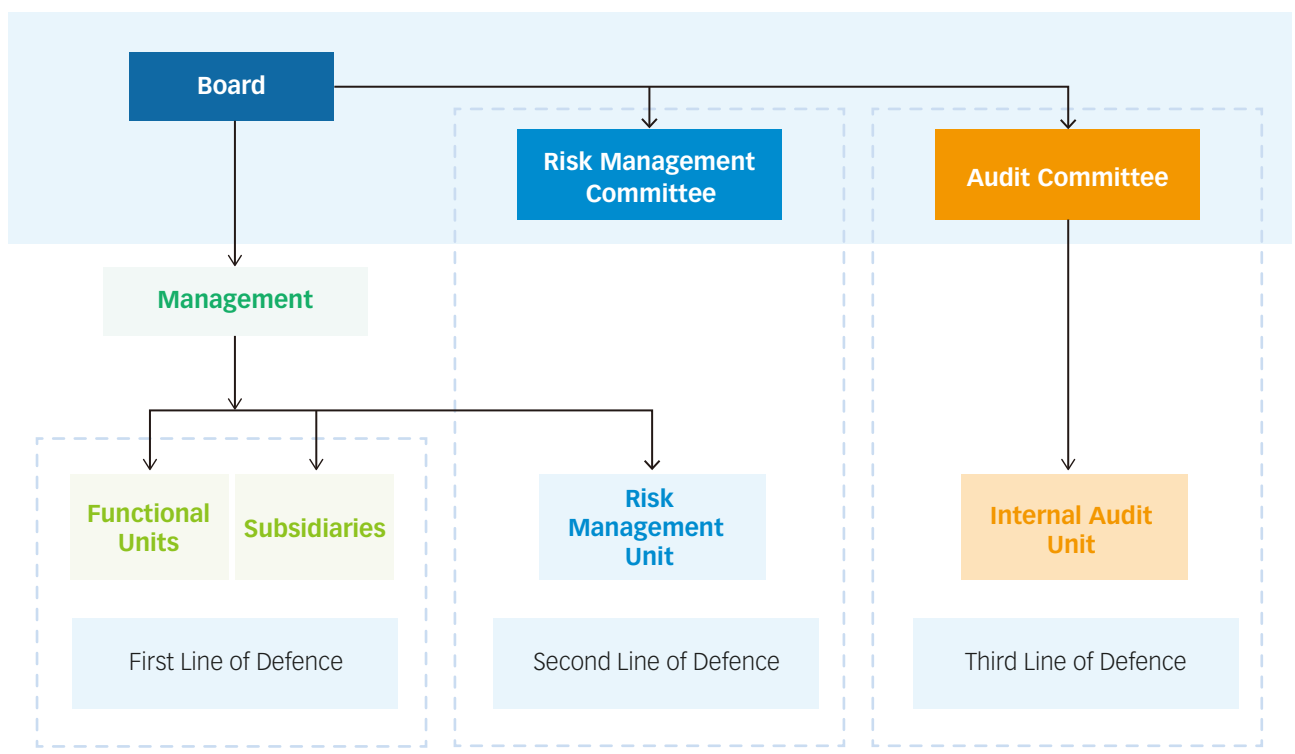 Board
Risk Management
Committee
Audit Committee
Management
Functional
Units
Subsidiaries
Risk
Management
Unit
Internal Audit
Unit
First Line of Defence
Second Line of Defence
Third Line of Defence